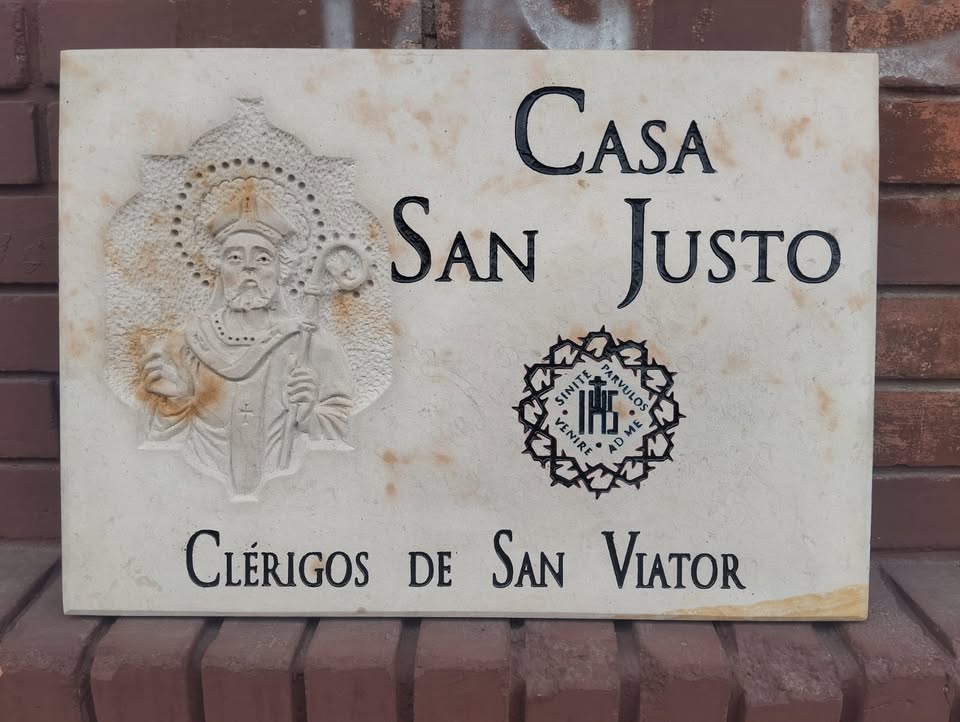 Casa
San Justo
SINITE PARVULOS
VENIRE AD ME
IHS
Clérigos de San Viator